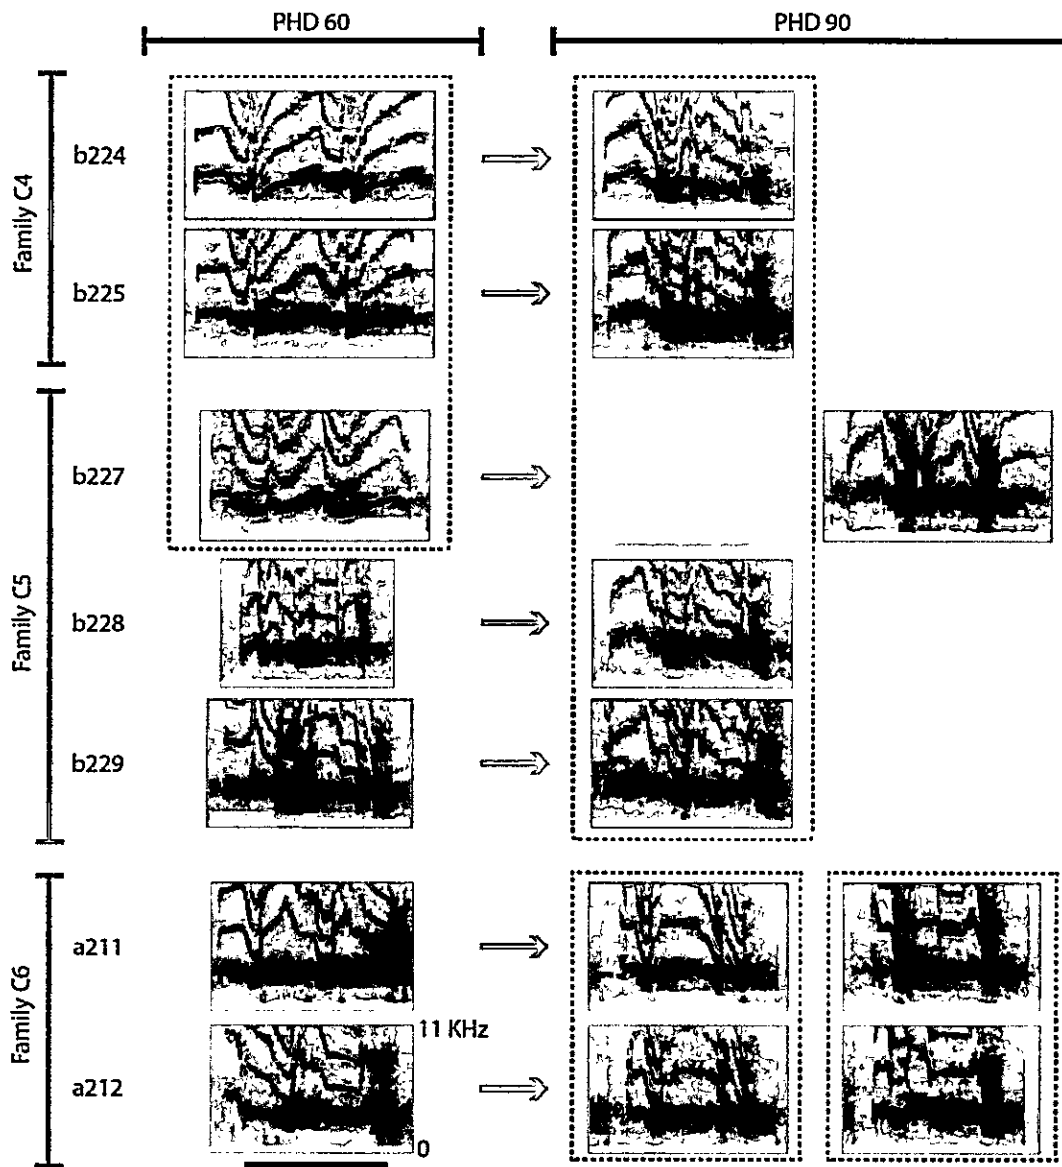 PHD 60
PHD 90
Family C4
b224
b225
Family C5
b227
b228
b229
Family C6
a211
11 KHz
a212
0